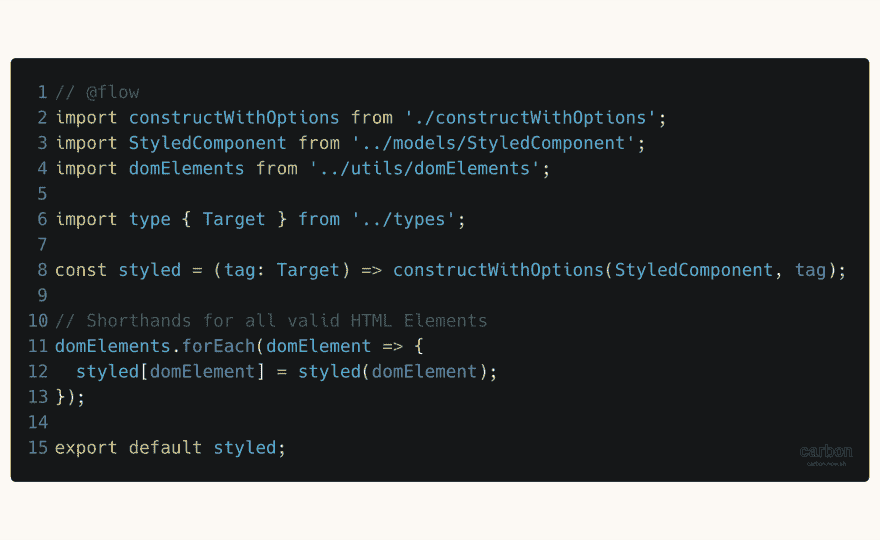 1 // @flow
2 import constructWithOptions from './constructWithOptions';
3 import StyledComponent from '../models/StyledComponent';
4 import domElements from '../utils/domElements';
5
6 import type { Target } from '../types';
7
8 const styled = (tag: Target) => constructWithOptions(StyledComponent, tag);
9
10 // Shorthands for all valid HTML Elements
11 domElements.forEach(domElement => {
12   styled[domElement] = styled(domElement);
13 });
14
15 export default styled;
carbon
carbon.now.sh